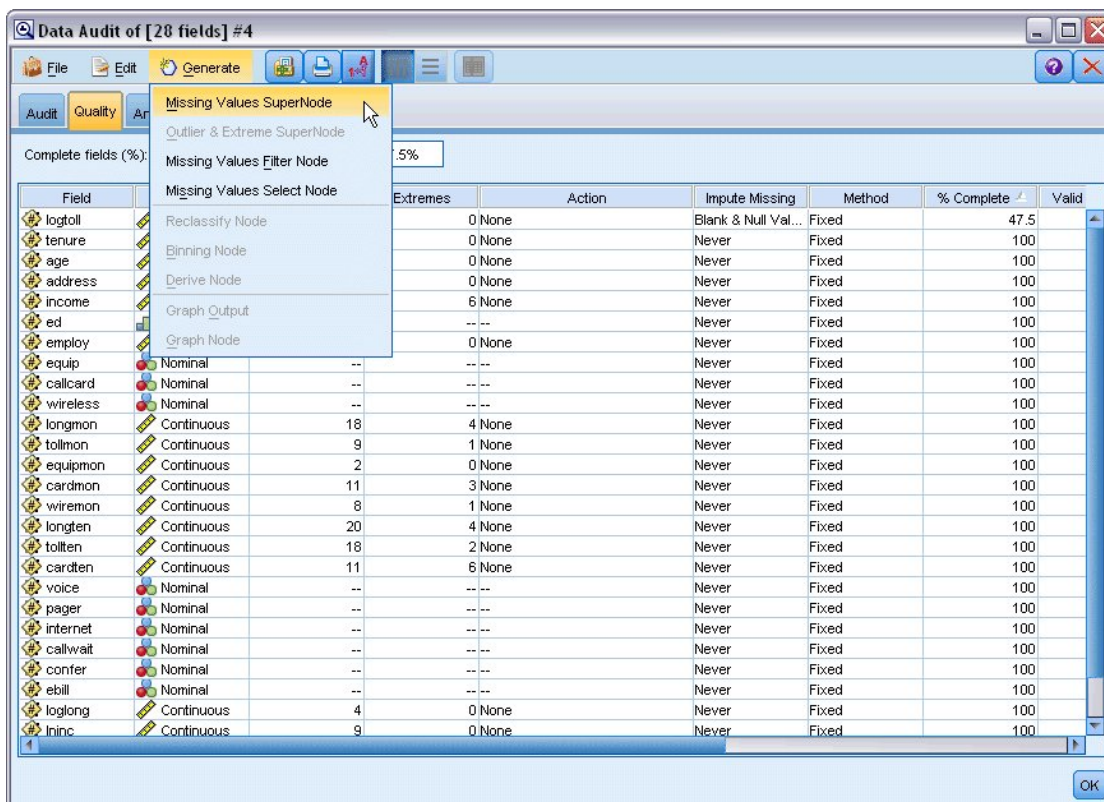 Data Audit of [28 fields] #4
File Edit Generate
Audit Quality An
Missing Values SuperNode
Outlier & Extreme SuperNode
Missing Values Filter Node
Missing Values Select Node
Reclassify Node
Binning Node
Derive Node
Graph Output
Graph Node
Complete fields (%): .5%
Field Extremes Action Impute Missing Method % Complete Valid
logtoll 0 None Blank & Null Val... Fixed 47.5
tenure 0 None Never Fixed 100
age 0 None Never Fixed 100
address 0 None Never Fixed 100
income 6 None Never Fixed 100
ed -- -- Never Fixed 100
employ 0 None Never Fixed 100
equip Nominal -- -- -- Never Fixed 100
callcard Nominal -- -- -- Never Fixed 100
wireless Nominal -- -- -- Never Fixed 100
longmon Continuous 18 4 None Never Fixed 100
tollmon Continuous 9 1 None Never Fixed 100
equipmon Continuous 2 0 None Never Fixed 100
cardmon Continuous 11 3 None Never Fixed 100
wiremon Continuous 8 1 None Never Fixed 100
longten Continuous 20 4 None Never Fixed 100
tollten Continuous 18 2 None Never Fixed 100
cardten Continuous 11 6 None Never Fixed 100
voice Nominal -- -- -- Never Fixed 100
pager Nominal -- -- -- Never Fixed 100
internet Nominal -- -- -- Never Fixed 100
callwait Nominal -- -- -- Never Fixed 100
confer Nominal -- -- -- Never Fixed 100
ebill Nominal -- -- -- Never Fixed 100
loglong Continuous 4 0 None Never Fixed 100
lninc Continuous 9 0 None Never Fixed 100
OK